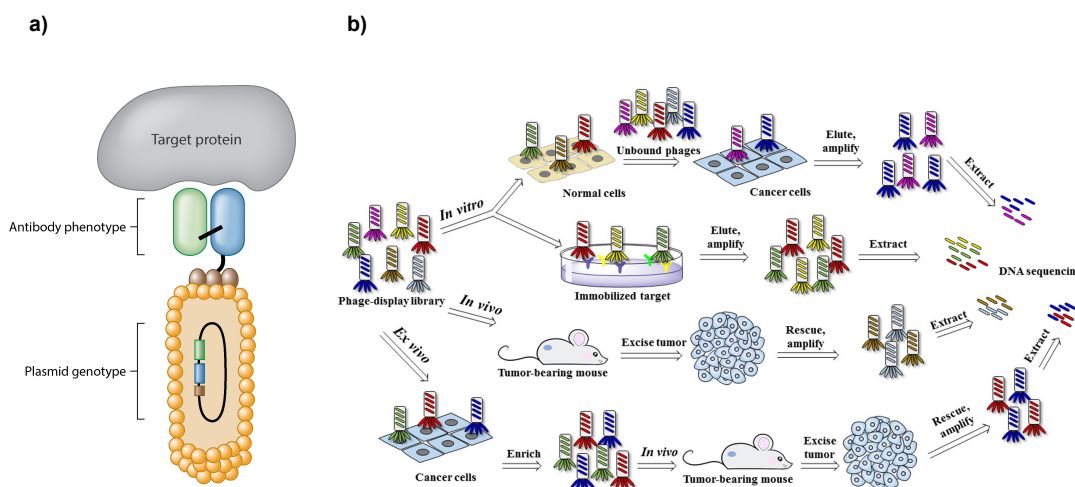 a)
Target protein
Antibody phenotype
Plasmid genotype
b)
In vitro
Normal cells
Unbound phages
Cancer cells
Elute,
amplify
Extract
Phage-display library
Immobilized target
Elute,
amplify
Extract
DNA sequencin
In vivo
Tumor-bearing mouse
Excise tumor
Rescue,
amplify
Extract
Ex vivo
Cancer cells
Enrich
In vivo
Tumor-bearing mouse
Excise
tumor
Rescue,
amplify
Extract